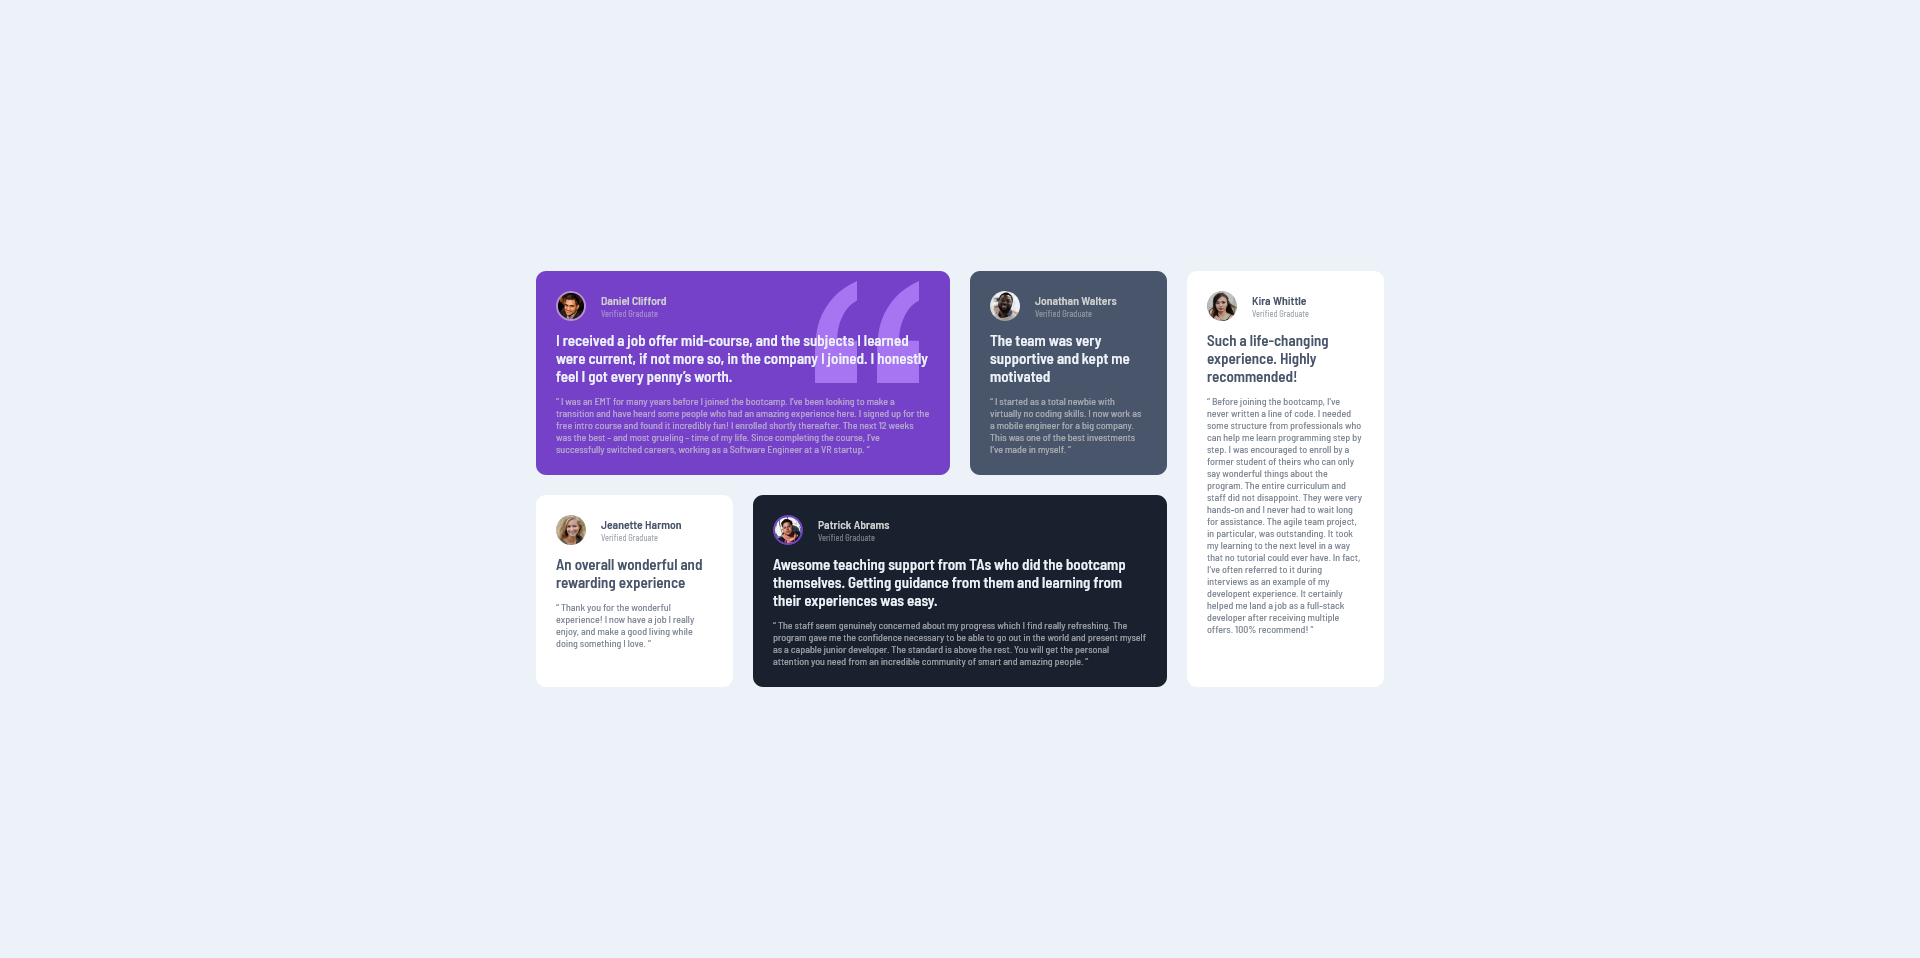 Daniel Clifford
Verified Graduate
I received a job offer mid-course, and the subjects I learned
were current, if not more so, in the company I joined. I honestly
feel I got every penny’s worth.
“ I was an EMT for many years before I joined the bootcamp. I’ve been looking to make a
transition and have heard some people who had an amazing experience here. I signed up for the
free intro course and found it incredibly fun! I enrolled shortly thereafter. The next 12 weeks
was the best – and most grueling – time of my life. Since completing the course, I’ve
successfully switched careers, working as a Software Engineer at a VR startup. ”
Jonathan Walters
Verified Graduate
The team was very
supportive and kept me
motivated
“ I started as a total newbie with
virtually no coding skills. I now work as
a mobile engineer for a big company.
This was one of the best investments
I’ve made in myself. ”
Kira Whittle
Verified Graduate
Such a life-changing
experience. Highly
recommended!
“ Before joining the bootcamp, I’ve
never written a line of code. I needed
some structure from professionals who
can help me learn programming step by
step. I was encouraged to enroll by a
former student of theirs who can only
say wonderful things about the
program. The entire curriculum and
staff did not disappoint. They were very
hands-on and I never had to wait long
for assistance. The agile team project,
in particular, was outstanding. It took
my learning to the next level in a way
that no tutorial could ever have. In fact,
I’ve often referred to it during
interviews as an example of my
developent experience. It certainly
helped me land a job as a full-stack
developer after receiving multiple
offers. 100% recommend! ”
Jeanette Harmon
Verified Graduate
An overall wonderful and
rewarding experience
“ Thank you for the wonderful
experience! I now have a job I really
enjoy, and make a good living while
doing something I love. ”
Patrick Abrams
Verified Graduate
Awesome teaching support from TAs who did the bootcamp
themselves. Getting guidance from them and learning from
their experiences was easy.
“ The staff seem genuinely concerned about my progress which I find really refreshing. The
program gave me the confidence necessary to be able to go out in the world and present myself
as a capable junior developer. The standard is above the rest. You will get the personal
attention you need from an incredible community of smart and amazing people. ”